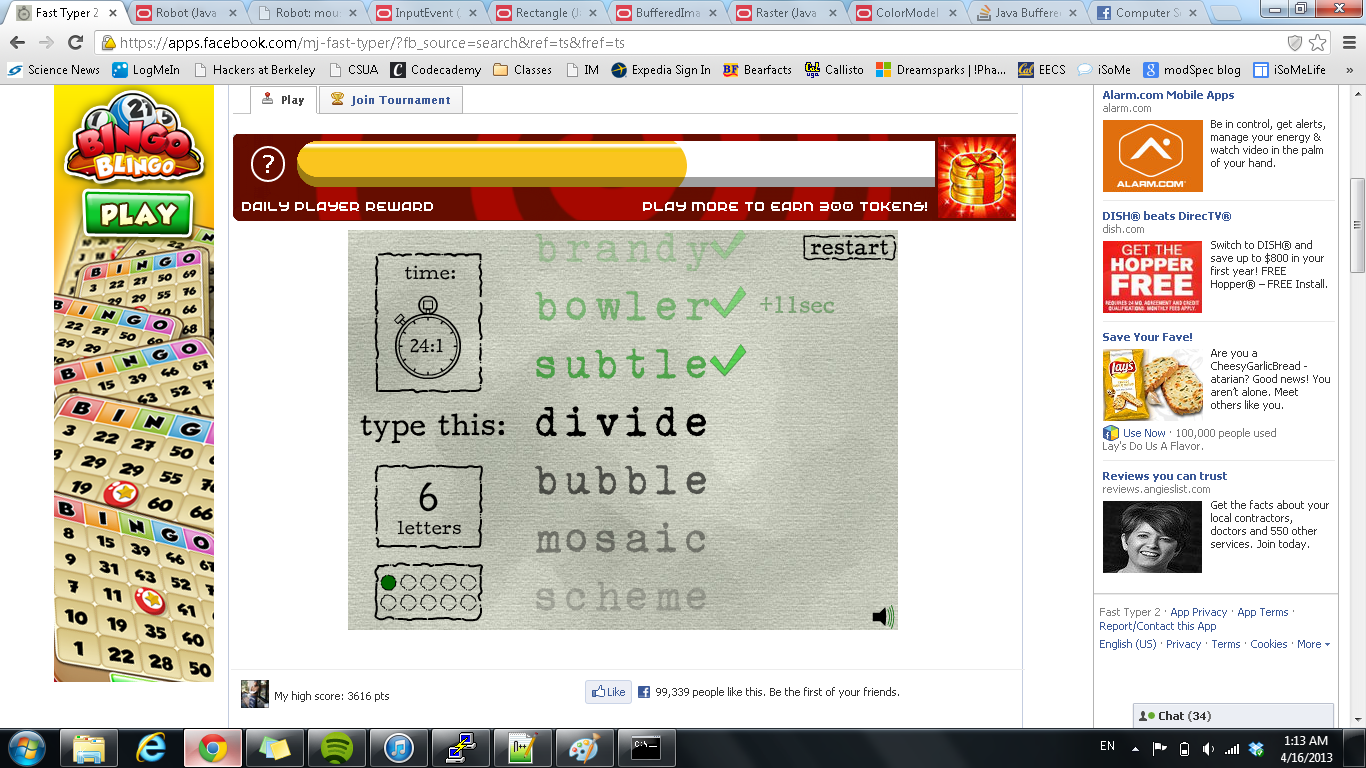 Fast Typer 2
Robot (Java
Robot: mou
InputEvent (
Rectangle (J
BufferedIma
Raster (Java
ColorModel
Java Buffere
Computer S
https://apps.facebook.com/mj-fast-typer/?fb_source=search&ref=ts&fref=ts
Science News LogMeIn Hackers at Berkeley CSUA Codecademy Classes IM Expedia Sign In Bearfacts Callisto Dreamsparks | !Pha... EECS iSoMe modSpec blog iSoMeLife »
Play Join Tournament
BINGO
BLINGO
PLAY
?
DAILY PLAYER REWARD PLAY MORE TO EARN 300 TOKENS!
restart
time:
24:1
brandy
bowler +11sec
subtle
type this: divide
bubble
6
letters
mosaic
scheme
My high score: 3616 pts
Like 99,339 people like this. Be the first of your friends.
Alarm.com Mobile Apps
alarm.com
ALARM.COM
Be in control, get alerts,
manage your energy &
watch video in the palm
of your hand.
DISH® beats DirecTV®
dish.com
GET THE
HOPPER
FREE
Switch to DISH® and
save up to $800 in your
first year! FREE
Hopper® – FREE Install.
Save Your Fave!
Lay's
Are you a
CheesyGarlicBread -
atarian? Good news! You
aren't alone. Meet
others like you.
Use Now · 100,000 people used
Lay's Do Us A Flavor.
Reviews you can trust
reviews.angieslist.com
Get the facts about your
local contractors,
doctors and 550 other
services. Join today.
Fast Typer 2 · App Privacy · App Terms ·
Report/Contact this App
English (US) · Privacy · Terms · Cookies · More
Chat (34)
EN
1:13 AM
4/16/2013